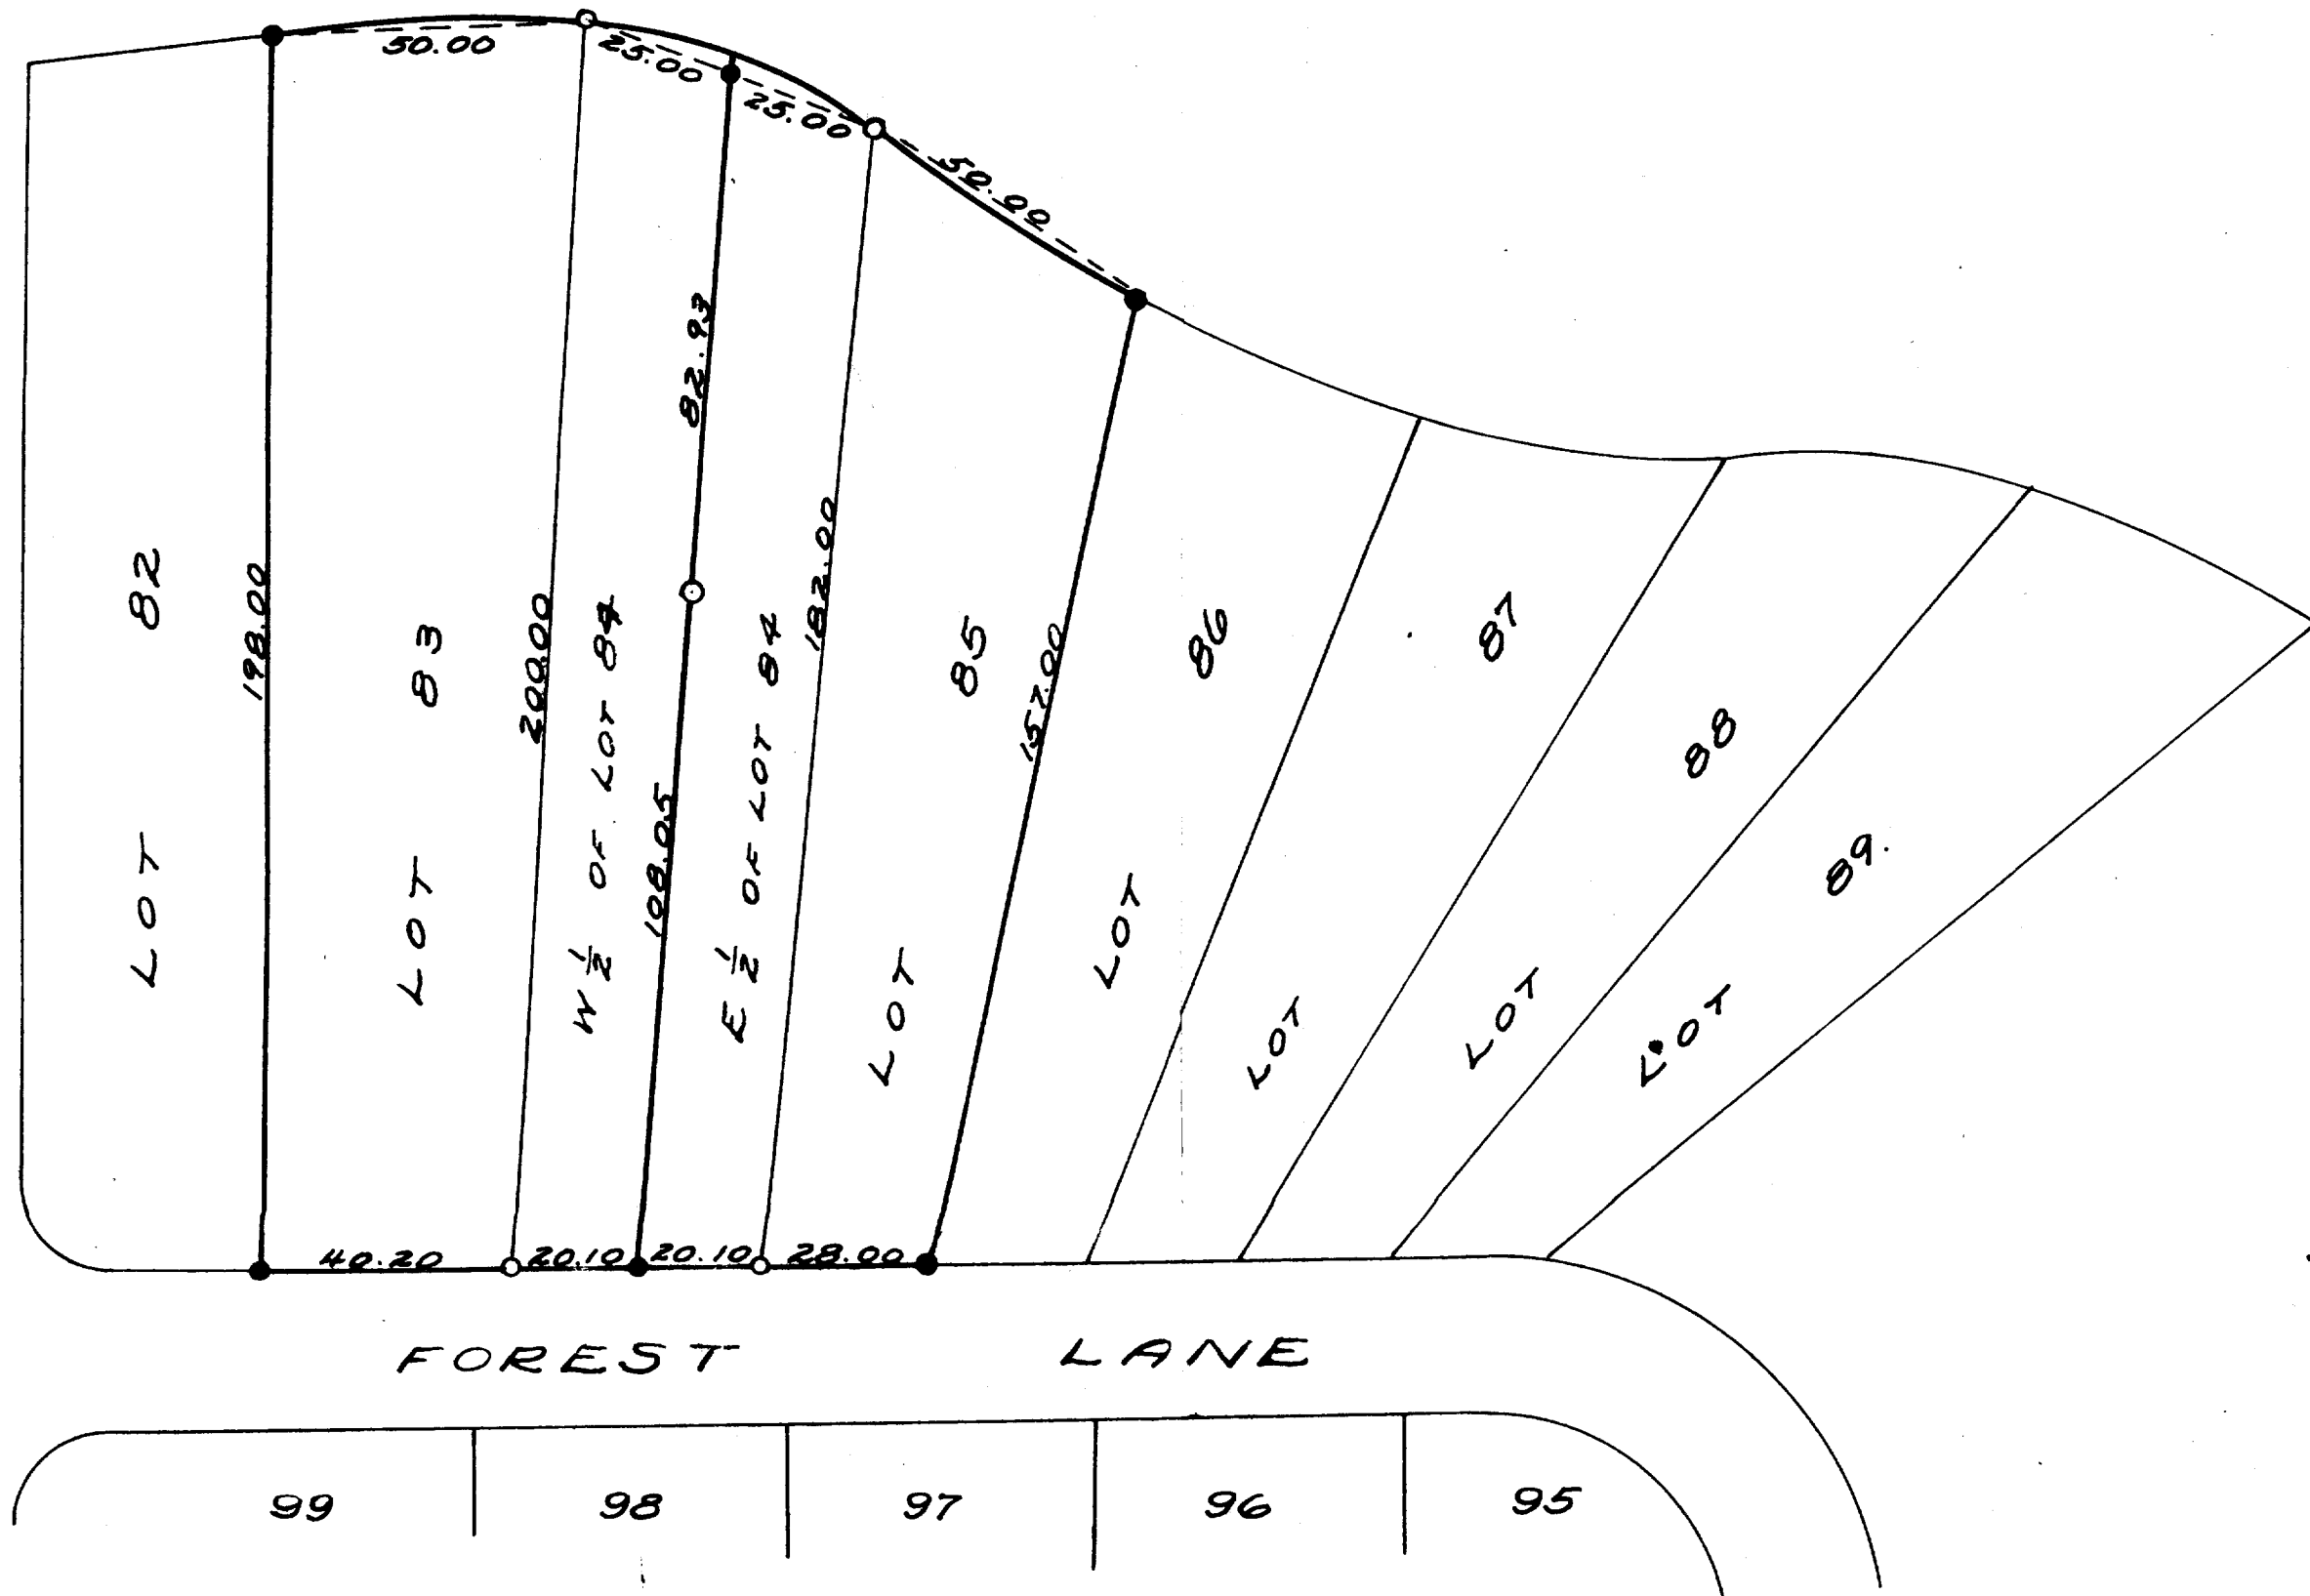 50.00
25.00
25.00
50.00
LOT 82
198.00
LOT 83
200.00
W 1/2 OF LOT 84
82.93
108.05
E 1/2 OF LOT 84
182.00
LOT 85
157.00
LOT 86
LOT 87
LOT 88
LOT 89.
40.20
20.10
20.10
28.00
FOREST LANE
99
98
97
96
95